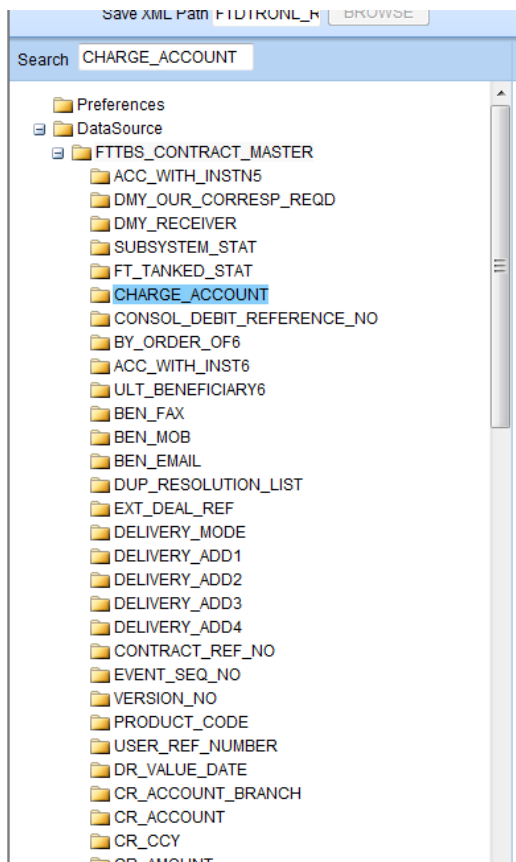 Save XML Path FTDTRONL_R BROWSE
Search CHARGE_ACCOUNT
Preferences
DataSource
FTTBS_CONTRACT_MASTER
ACC_WITH_INSTN5
DMY_OUR_CORRESP_REQD
DMY_RECEIVER
SUBSYSTEM_STAT
FT_TANKED_STAT
CHARGE_ACCOUNT
CONSOL_DEBIT_REFERENCE_NO
BY_ORDER_OF6
ACC_WITH_INST6
ULT_BENEFICIARY6
BEN_FAX
BEN_MOB
BEN_EMAIL
DUP_RESOLUTION_LIST
EXT_DEAL_REF
DELIVERY_MODE
DELIVERY_ADD1
DELIVERY_ADD2
DELIVERY_ADD3
DELIVERY_ADD4
CONTRACT_REF_NO
EVENT_SEQ_NO
VERSION_NO
PRODUCT_CODE
USER_REF_NUMBER
DR_VALUE_DATE
CR_ACCOUNT_BRANCH
CR_ACCOUNT
CR_CCY
CR_AMOUNT